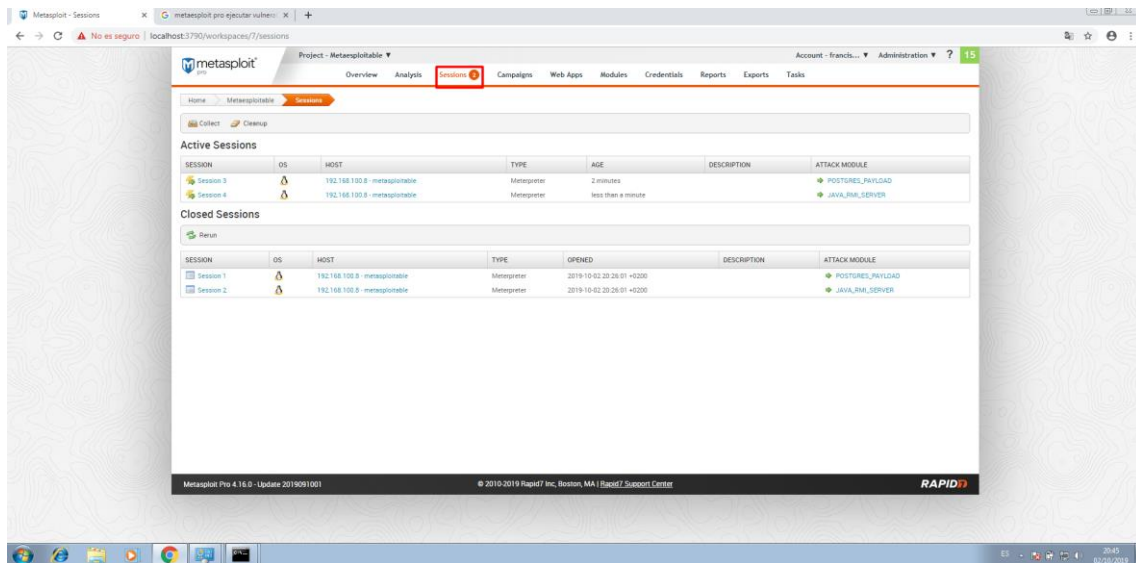 Metasploit - Sessions
metaesploit pro ejecutar vulnera
No es seguro | localhost:3790/workspaces/7/sessions
metasploit
pro
Project - Metaesploitable ▼
Account - francis... ▼ Administration ▼ ? 15
Overview Analysis Sessions 2 Campaigns Web Apps Modules Credentials Reports Exports Tasks
Home Metaesploitable Sessions
Collect Cleanup
Active Sessions
SESSION OS HOST TYPE AGE DESCRIPTION ATTACK MODULE
Session 3 192.168.100.8 - metasploitable Meterpreter 2 minutes POSTGRES_PAYLOAD
Session 4 192.168.100.8 - metasploitable Meterpreter less than a minute JAVA_RMI_SERVER
Closed Sessions
Rerun
SESSION OS HOST TYPE OPENED DESCRIPTION ATTACK MODULE
Session 1 192.168.100.8 - metasploitable Meterpreter 2019-10-02 20:26:01 +0200 POSTGRES_PAYLOAD
Session 2 192.168.100.8 - metasploitable Meterpreter 2019-10-02 20:26:01 +0200 JAVA_RMI_SERVER
Metasploit Pro 4.16.0 - Update 2019091001
© 2010-2019 Rapid7 Inc, Boston, MA | Rapid7 Support Center
RAPID7
ES
20:45
02/10/2019